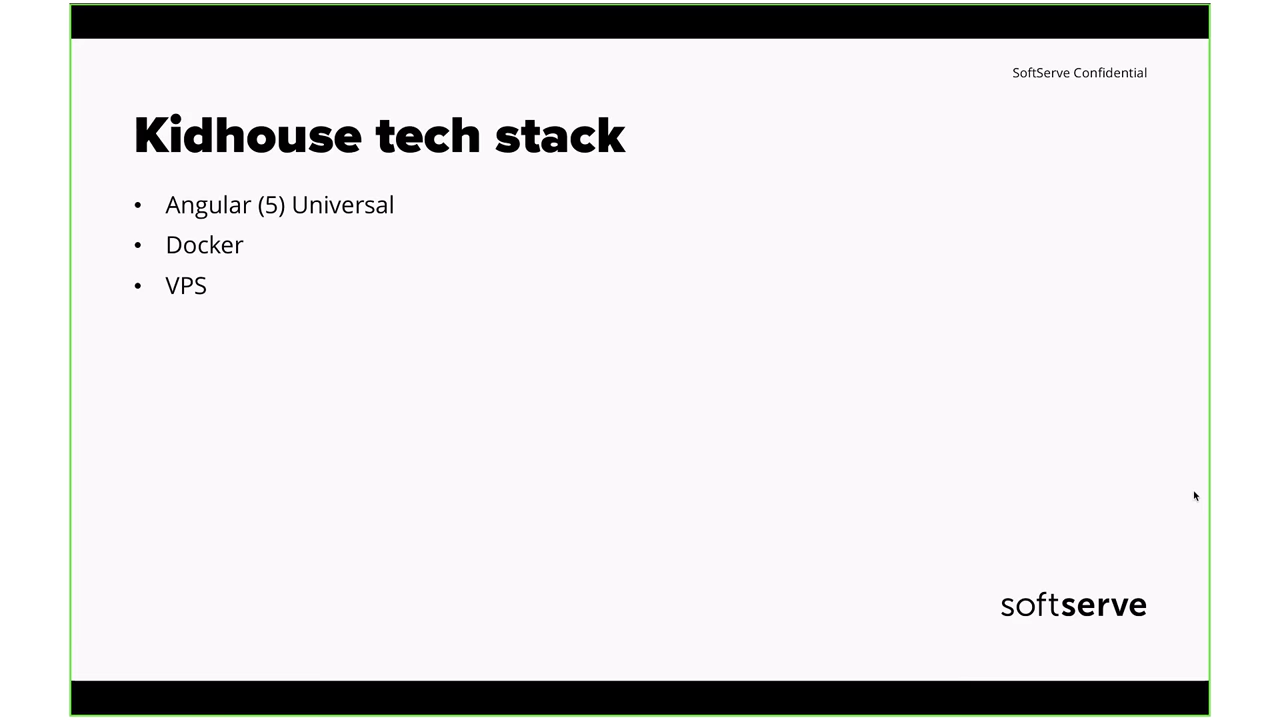 SoftServe Confidential
Kidhouse tech stack
• Angular (5) Universal
• Docker
• VPS
softserve